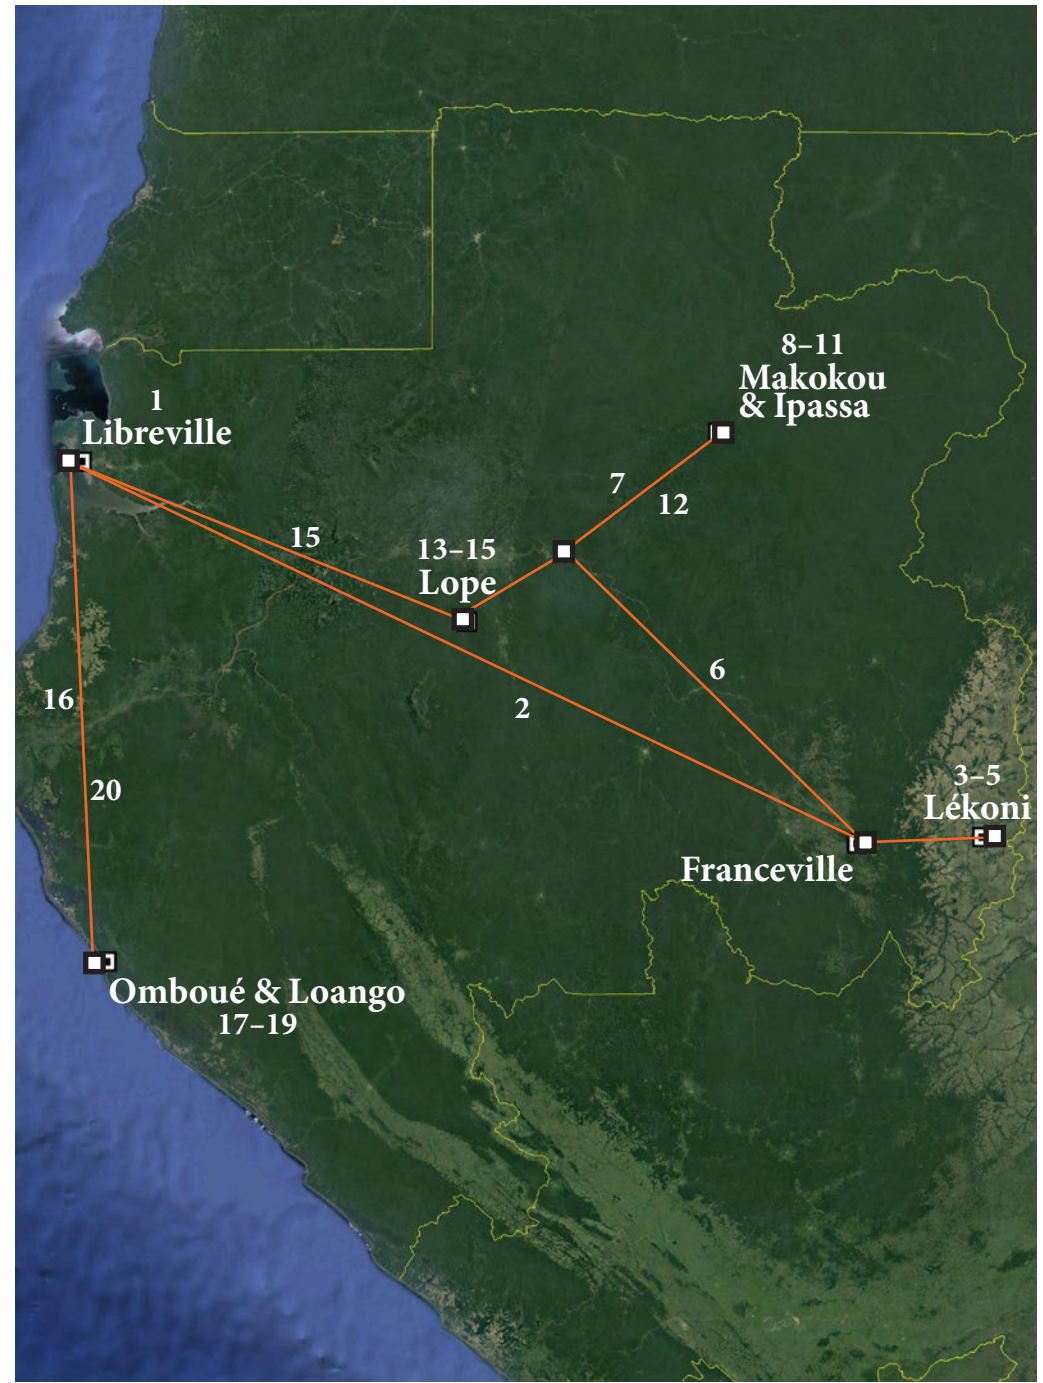 8–11
Makokou
& Ipassa
1
Libreville
7
12
15
13–15
Lope
6
16
2
20
3–5
Lékoni
Franceville
Omboué & Loango
17–19